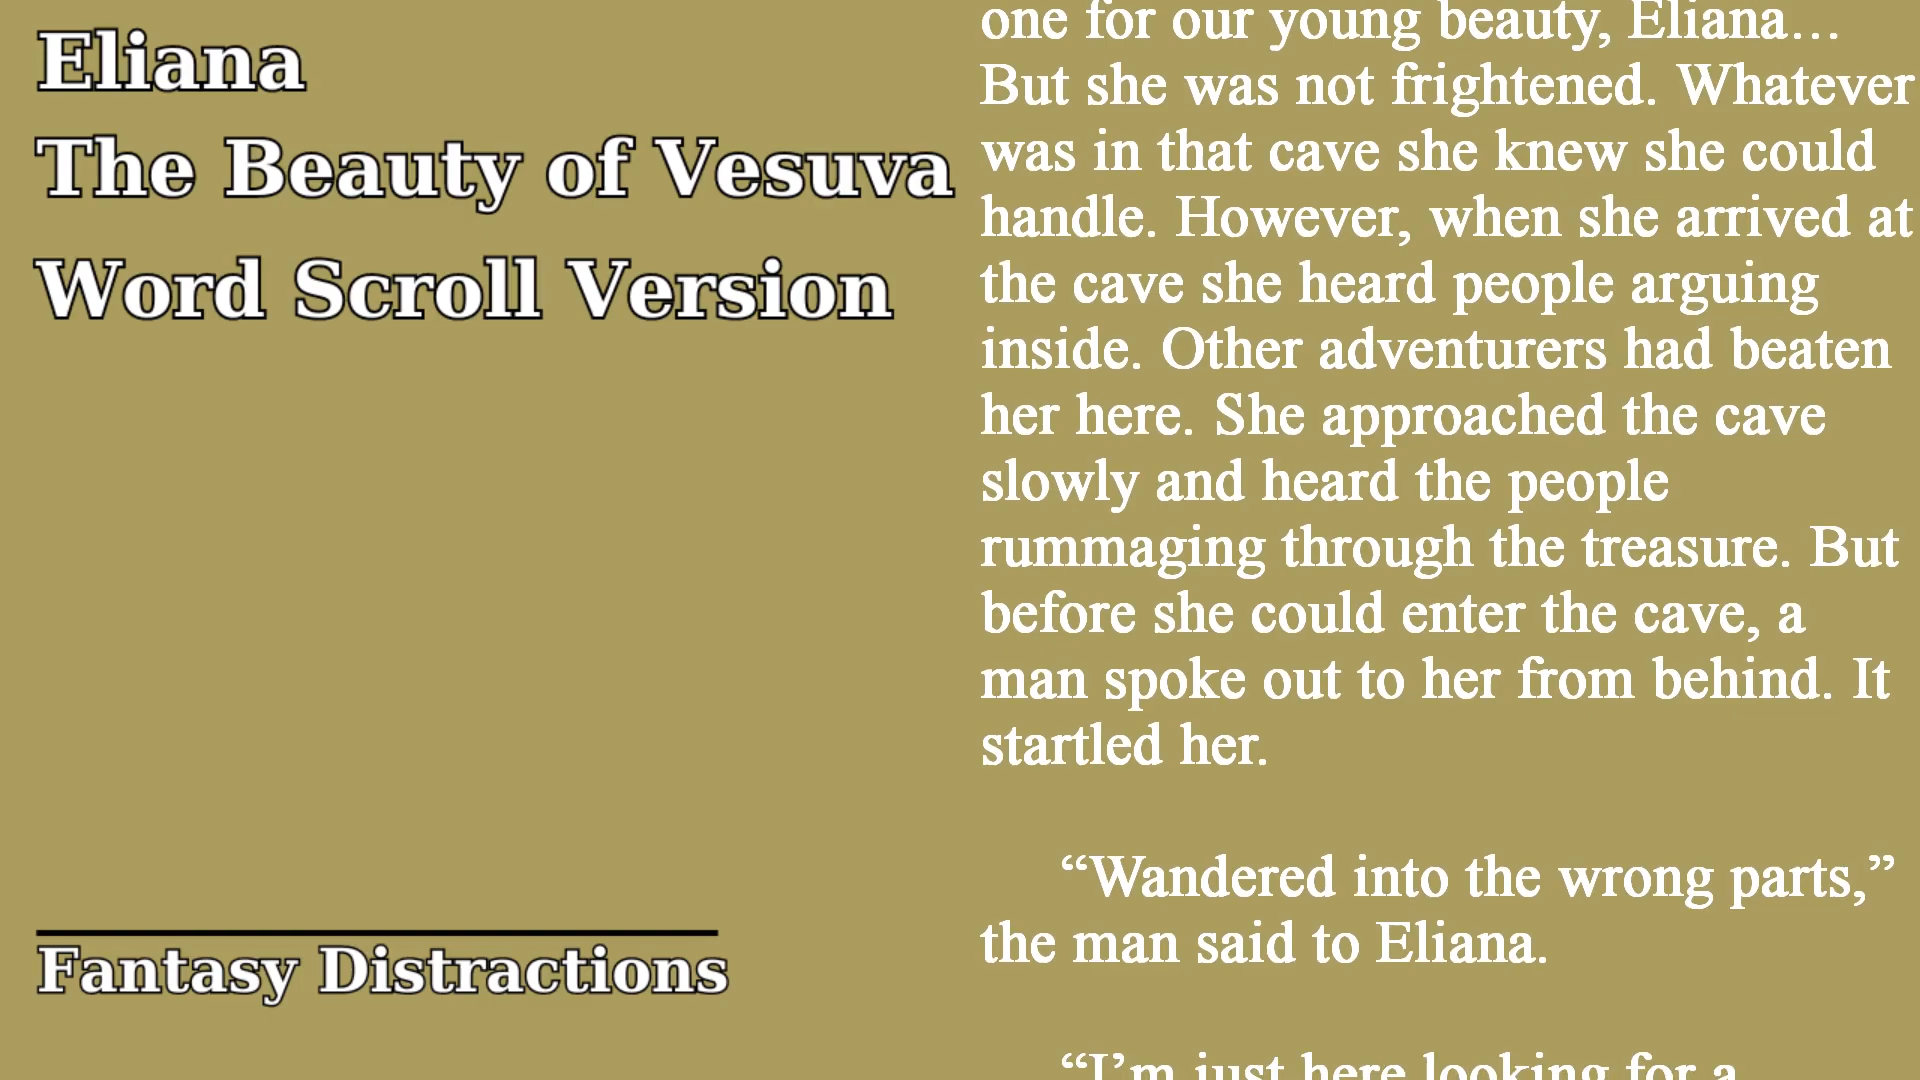 Eliana
The Beauty of Vesuva
Word Scroll Version
Fantasy Distractions
one for our young beauty, Eliana…
But she was not frightened. Whatever
was in that cave she knew she could
handle. However, when she arrived at
the cave she heard people arguing
inside. Other adventurers had beaten
her here. She approached the cave
slowly and heard the people
rummaging through the treasure. But
before she could enter the cave, a
man spoke out to her from behind. It
startled her.
“Wandered into the wrong parts,”
the man said to Eliana.
“I’m just here looking for a